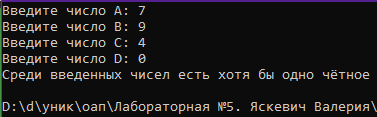 Введите число A: 7
Введите число B: 9
Введите число C: 4
Введите число D: 0
Среди введенных чисел есть хотя бы одно чётное
D:\d\уник\оап\Лабораторная №5. Яскевич Валерия\